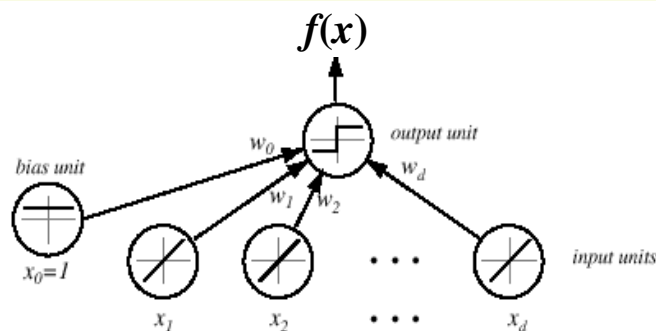 f(x)
output unit
w0
wd
bias unit
w1
w2
x0=1
input units
• • •
x1
x2
• • •
xd